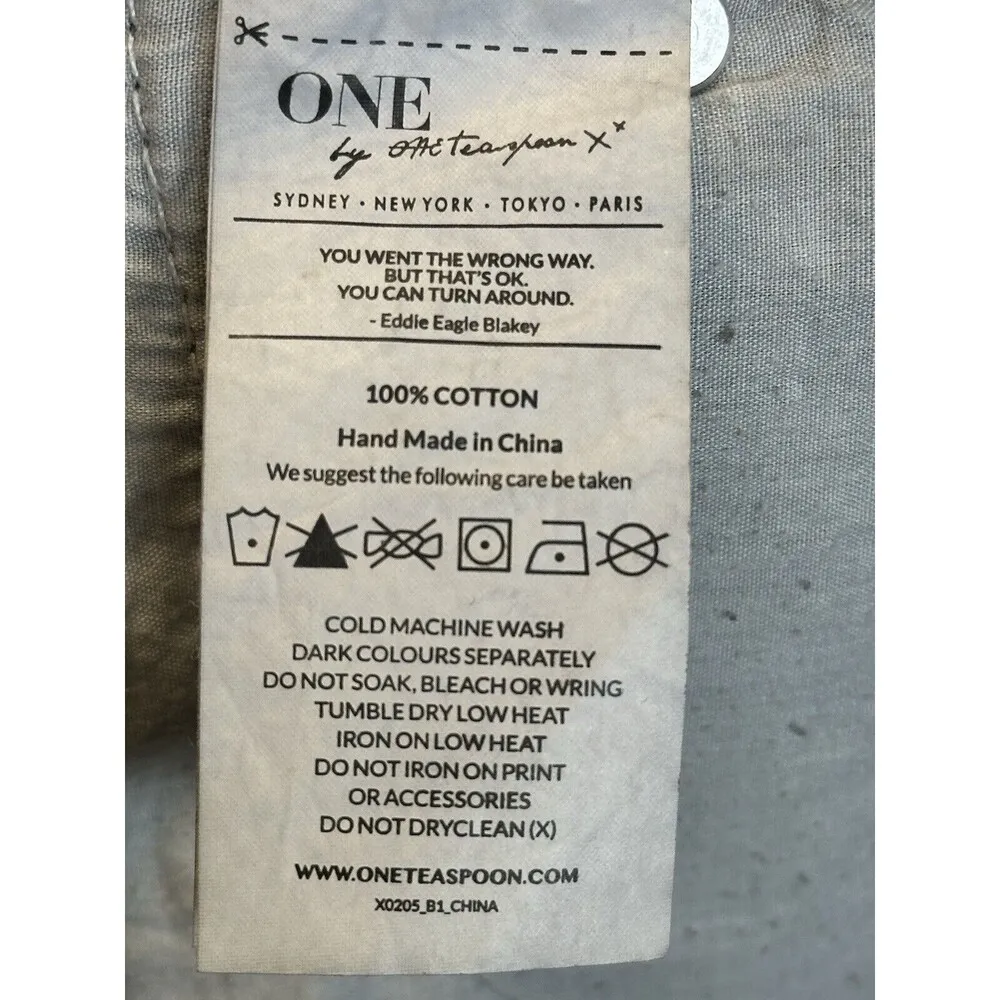 ONE
by One teaspoon X x
SYDNEY · NEW YORK · TOKYO · PARIS
YOU WENT THE WRONG WAY.
BUT THAT'S OK.
YOU CAN TURN AROUND.
- Eddie Eagle Blakey
100% COTTON
Hand Made in China
We suggest the following care be taken
COLD MACHINE WASH
DARK COLOURS SEPARATELY
DO NOT SOAK, BLEACH OR WRING
TUMBLE DRY LOW HEAT
IRON ON LOW HEAT
DO NOT IRON ON PRINT
OR ACCESSORIES
DO NOT DRYCLEAN (X)
WWW.ONETEASPOON.COM
X0205_B1_CHINA